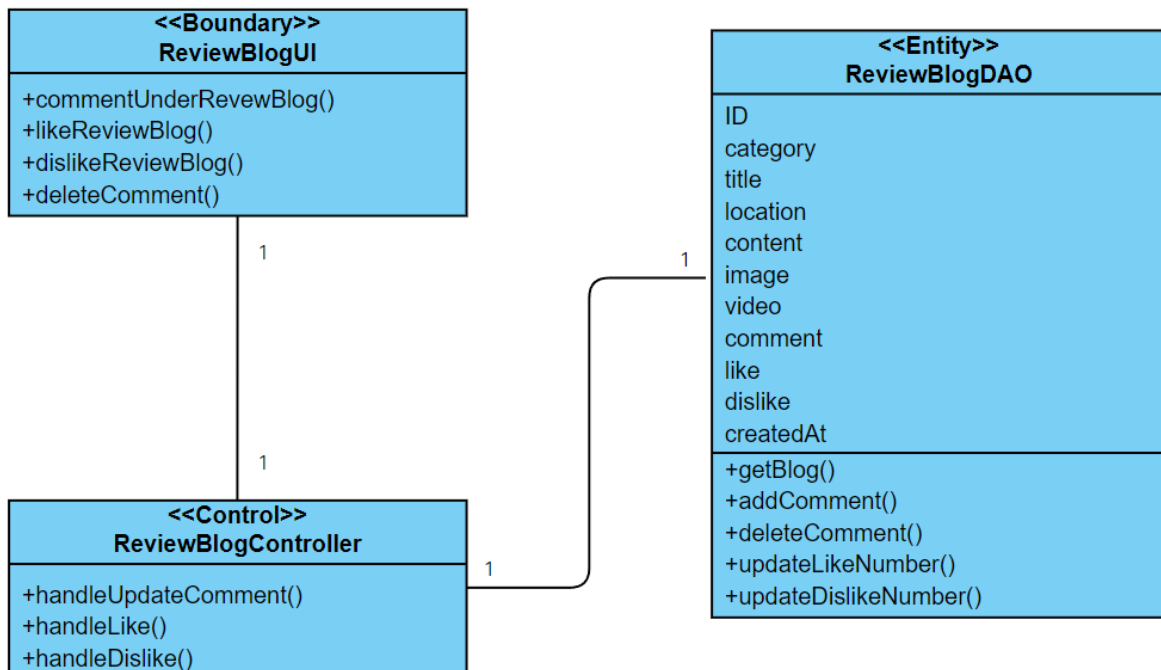 <<Boundary>>
ReviewBlogUI
+commentUnderRevewBlog()
+likeReviewBlog()
+dislikeReviewBlog()
+deleteComment()
1
1
<<Control>>
ReviewBlogController
+handleUpdateComment()
+handleLike()
+handleDislike()
1
1
<<Entity>>
ReviewBlogDAO
ID
category
title
location
content
image
video
comment
like
dislike
createdAt
+getBlog()
+addComment()
+deleteComment()
+updateLikeNumber()
+updateDislikeNumber()